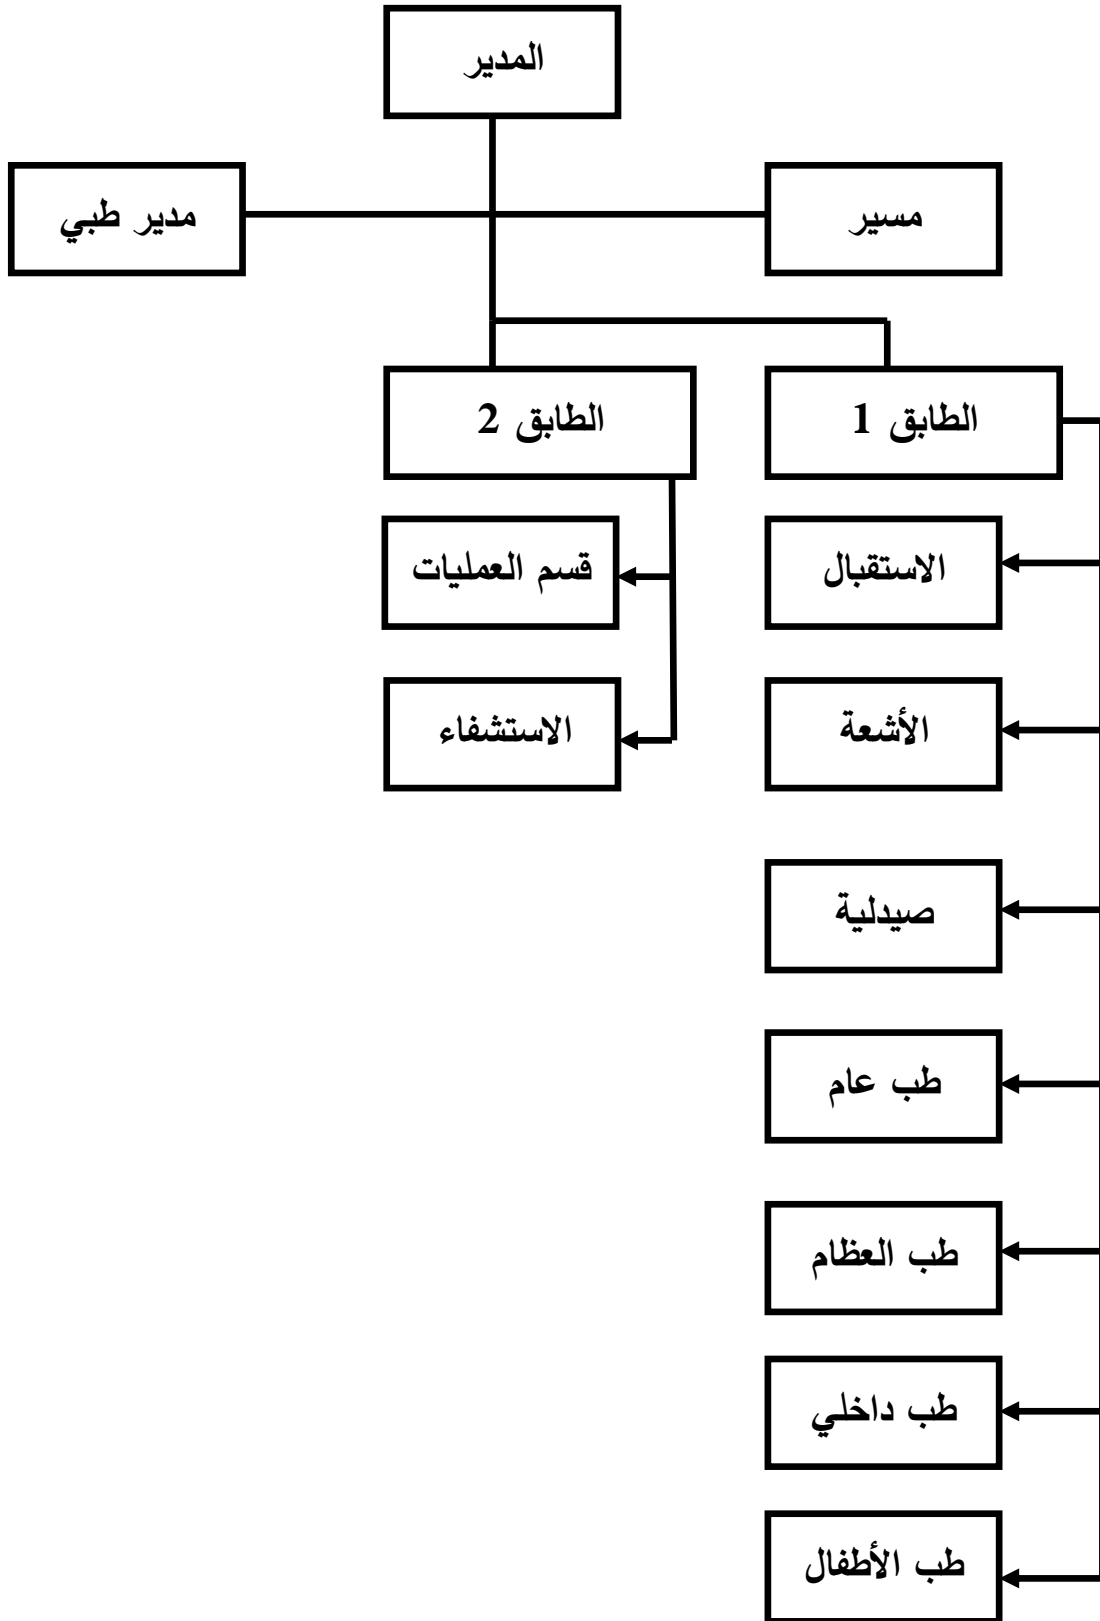 المدير
مسير
مدير طبي
الطابق 1
الطابق 2
الاستقبال
قسم العمليات
الأشعة
الاستشفاء
صيدلية
طب عام
طب العظام
طب داخلي
طب الأطفال